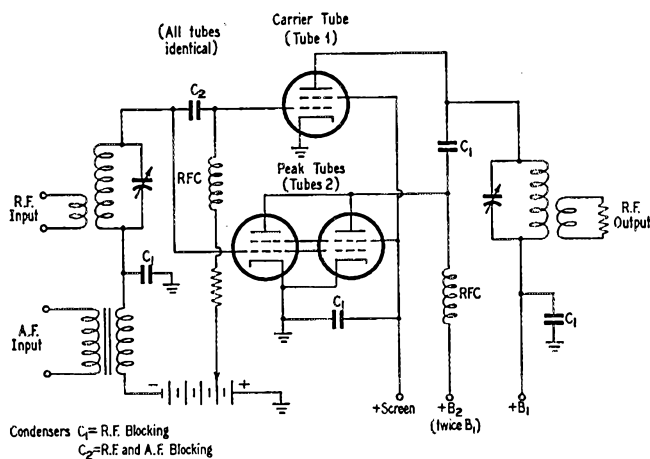 (All tubes
identical)
Carrier Tube
(Tube 1)
C₂
RFC
R.F.
Input
C₁
Peak Tubes
(Tubes 2)
C₁
R.F.
Output
C₁
RFC
C₁
A.F.
Input
- +
+Screen
+B₂
(twice B₁)
+B₁
Condensers C₁= R.F. Blocking
C₂=R.F. and A.F. Blocking